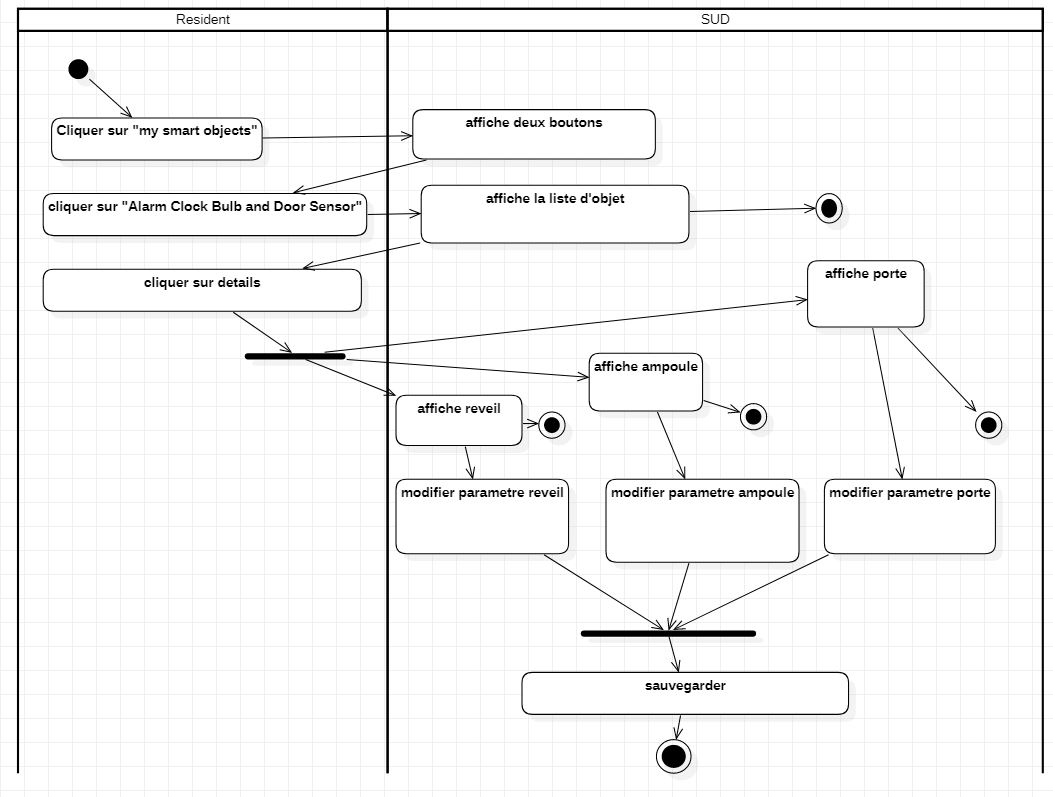 Resident
SUD
Cliquer sur "my smart objects"
affiche deux boutons
cliquer sur "Alarm Clock Bulb and Door Sensor"
affiche la liste d'objet
cliquer sur details
affiche porte
affiche ampoule
affiche reveil
modifier parametre reveil
modifier parametre ampoule
modifier parametre porte
sauvegarder